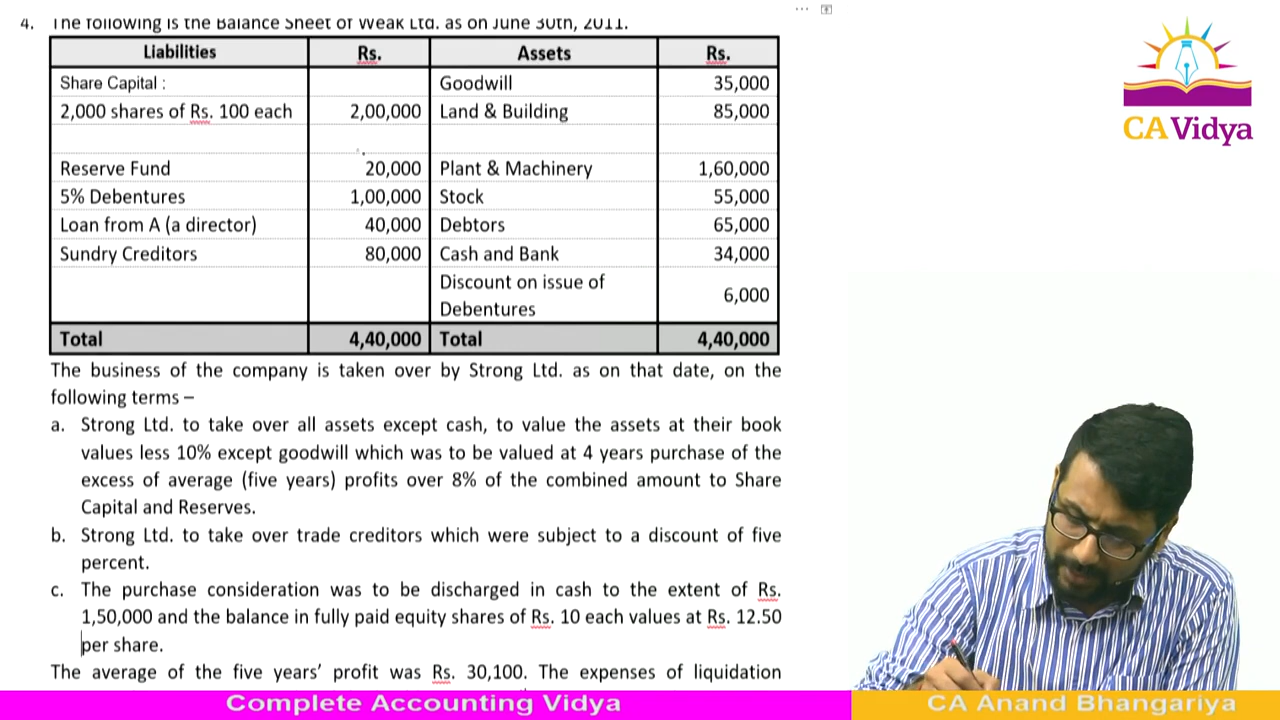 4. The following is the Balance Sheet of Weak Ltd. as on June 30th, 2011.
Liabilities Rs. Assets Rs.
Share Capital : Goodwill 35,000
2,000 shares of Rs. 100 each 2,00,000 Land & Building 85,000
Reserve Fund 20,000 Plant & Machinery 1,60,000
5% Debentures 1,00,000 Stock 55,000
Loan from A (a director) 40,000 Debtors 65,000
Sundry Creditors 80,000 Cash and Bank 34,000
Discount on issue of
Debentures 6,000
Total 4,40,000 Total 4,40,000
The business of the company is taken over by Strong Ltd. as on that date, on the
following terms –
a. Strong Ltd. to take over all assets except cash, to value the assets at their book
values less 10% except goodwill which was to be valued at 4 years purchase of the
excess of average (five years) profits over 8% of the combined amount to Share
Capital and Reserves.
b. Strong Ltd. to take over trade creditors which were subject to a discount of five
percent.
c. The purchase consideration was to be discharged in cash to the extent of Rs.
1,50,000 and the balance in fully paid equity shares of Rs. 10 each values at Rs. 12.50
per share.
The average of the five years' profit was Rs. 30,100. The expenses of liquidation
CA Vidya
Complete Accounting Vidya
CA Anand Bhangariya